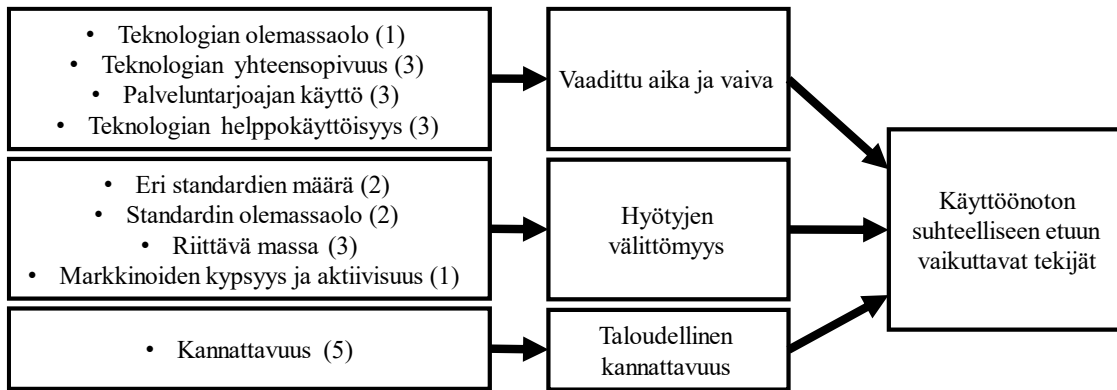 • Teknologian olemassaolo (1)
• Teknologian yhteensopivuus (3)
• Palveluntarjoajan käyttö (3)
• Teknologian helppokäyttöisyys (3)
Vaadittu aika ja vaiva
• Eri standardien määrä (2)
• Standardin olemassaolo (2)
• Riittävä massa (3)
• Markkinoiden kypsyys ja aktiivisuus (1)
Hyötyjen
välittömyys
• Kannattavuus (5)
Taloudellinen
kannattavuus
Käyttöönoton
suhteelliseen etuun
vaikuttavat tekijät